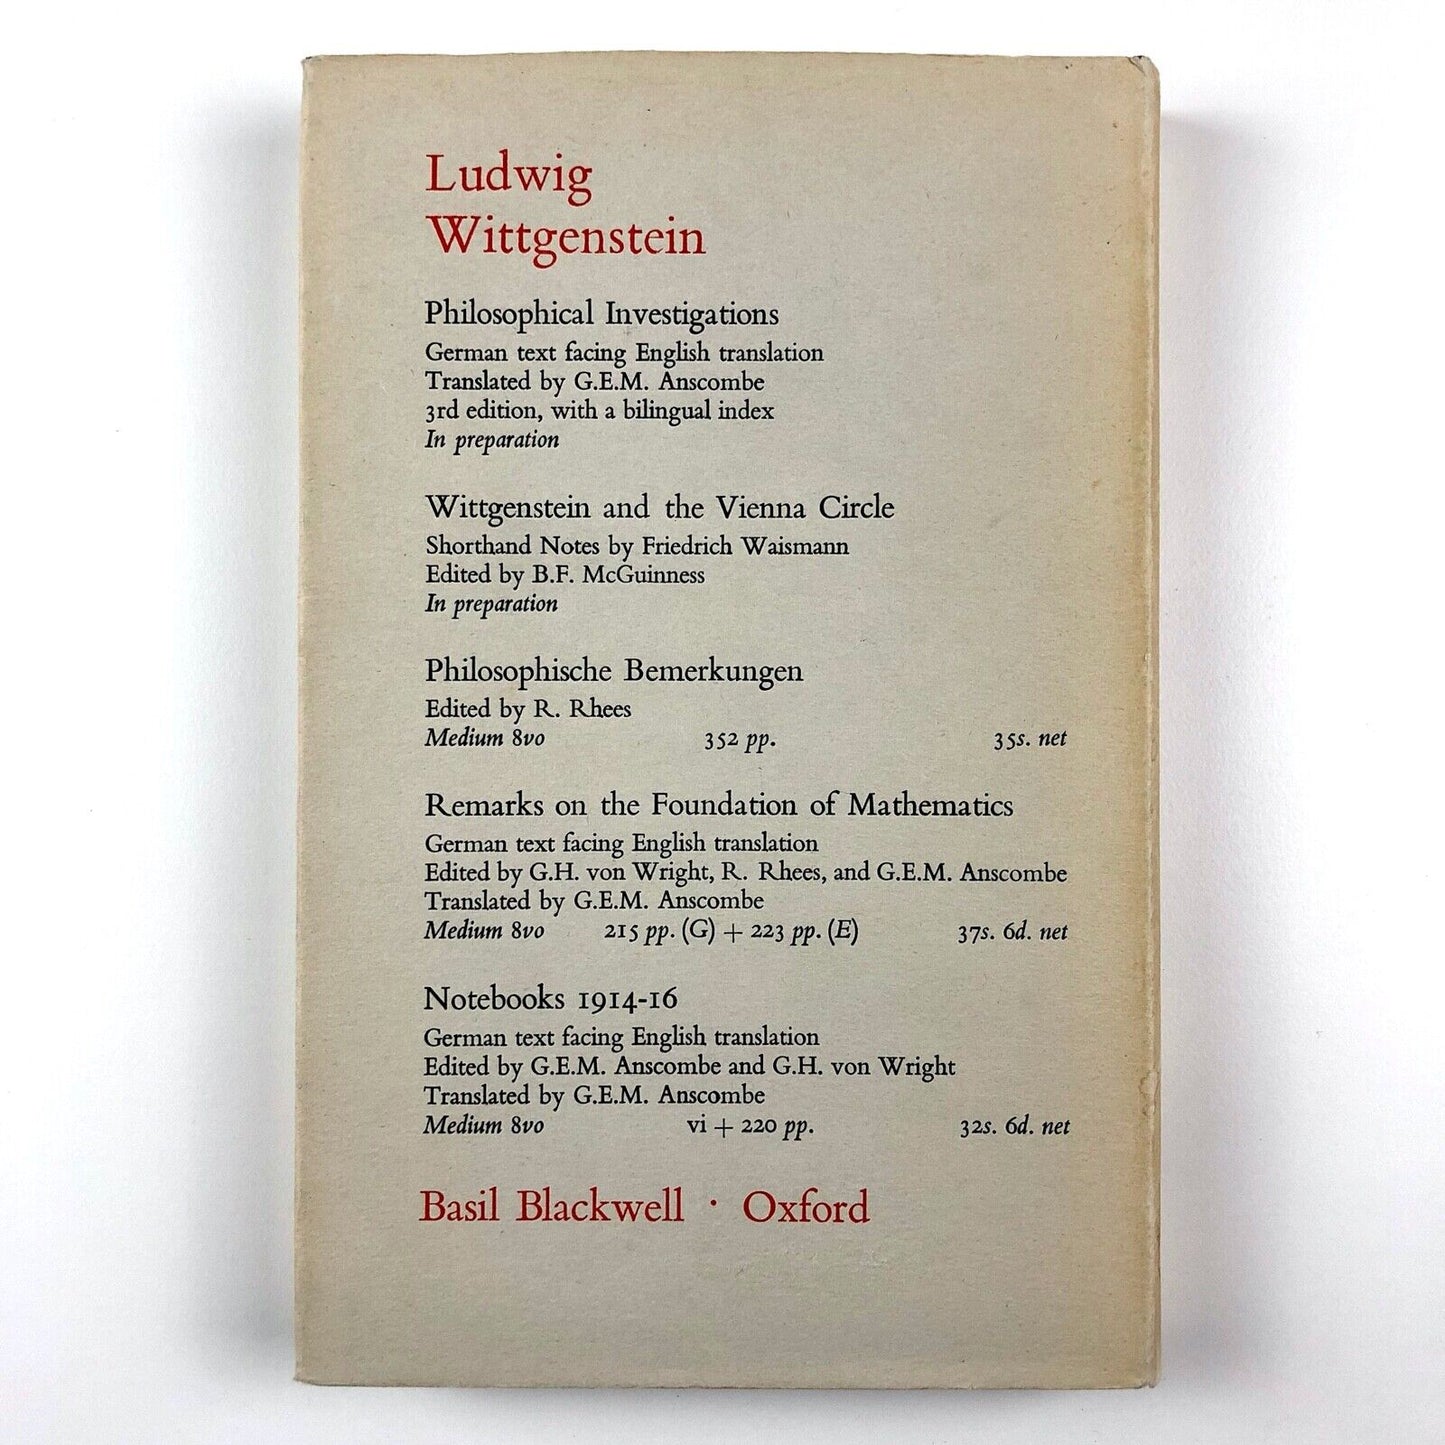 Ludwig
Wittgenstein
Philosophical Investigations
German text facing English translation
Translated by G.E.M. Anscombe
3rd edition, with a bilingual index
In preparation
Wittgenstein and the Vienna Circle
Shorthand Notes by Friedrich Waismann
Edited by B.F. McGuinness
In preparation
Philosophische Bemerkungen
Edited by R. Rhees
Medium 8vo 352 pp. 35s. net
Remarks on the Foundation of Mathematics
German text facing English translation
Edited by G.H. von Wright, R. Rhees, and G.E.M. Anscombe
Translated by G.E.M. Anscombe
Medium 8vo 215 pp. (G) + 223 pp. (E) 37s. 6d. net
Notebooks 1914-16
German text facing English translation
Edited by G.E.M. Anscombe and G.H. von Wright
Translated by G.E.M. Anscombe
Medium 8vo vi + 220 pp. 32s. 6d. net
Basil Blackwell · Oxford